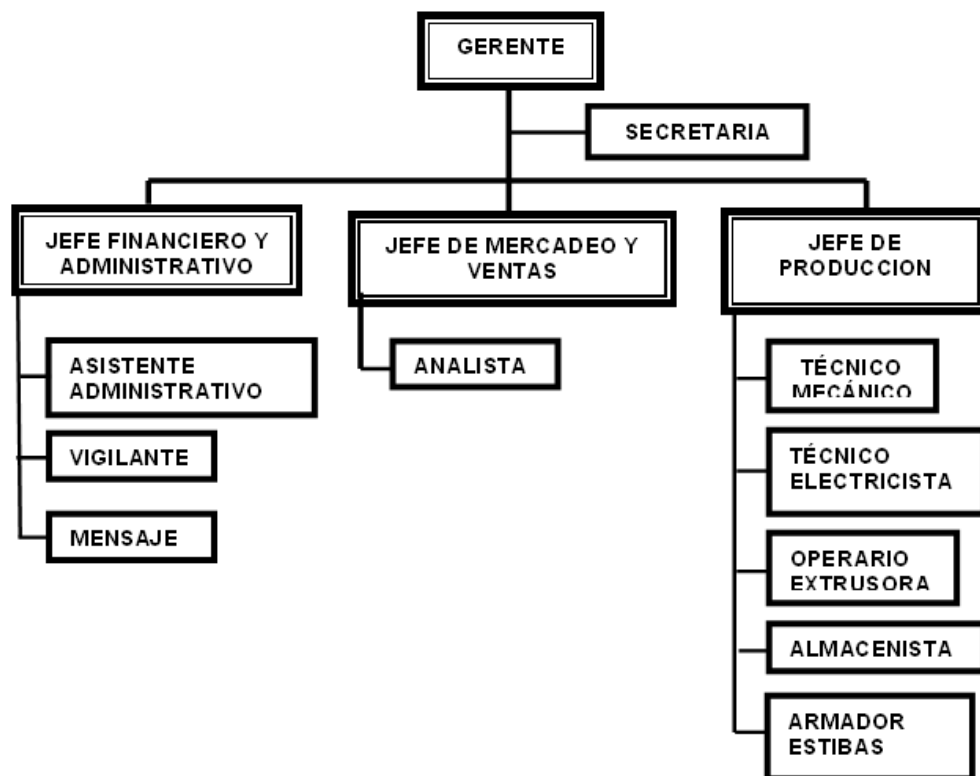 GERENTE
SECRETARIA
JEFE FINANCIERO Y
ADMINISTRATIVO
JEFE DE MERCADEO Y
VENTAS
JEFE DE
PRODUCCION
ASISTENTE
ADMINISTRATIVO
VIGILANTE
MENSAJE
ANALISTA
TÉCNICO
MECÁNICO
TÉCNICO
ELECTRICISTA
OPERARIO
EXTRUSORA
ALMACENISTA
ARMADOR
ESTIBAS